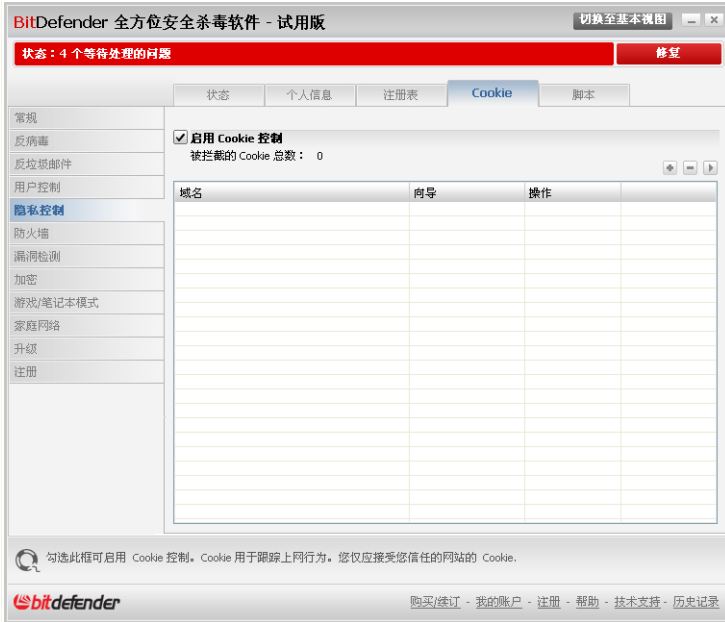 BitDefender 全方位安全杀毒软件 - 试用版
切换至基本视图
状态：4 个等待处理的问题
修复
状态
个人信息
注册表
Cookie
脚本
常规
反病毒
反垃圾邮件
用户控制
隐私控制
防火墙
漏洞检测
加密
游戏/笔记本模式
家庭网络
升级
注册
启用 Cookie 控制
被拦截的 Cookie 总数： 0
域名
向导
操作
勾选此框可启用 Cookie 控制。Cookie 用于跟踪上网行为。您仅应接受您信任的网站的 Cookie.
bitdefender
购买/续订 - 我的账户 - 注册 - 帮助 - 技术支持 - 历史记录